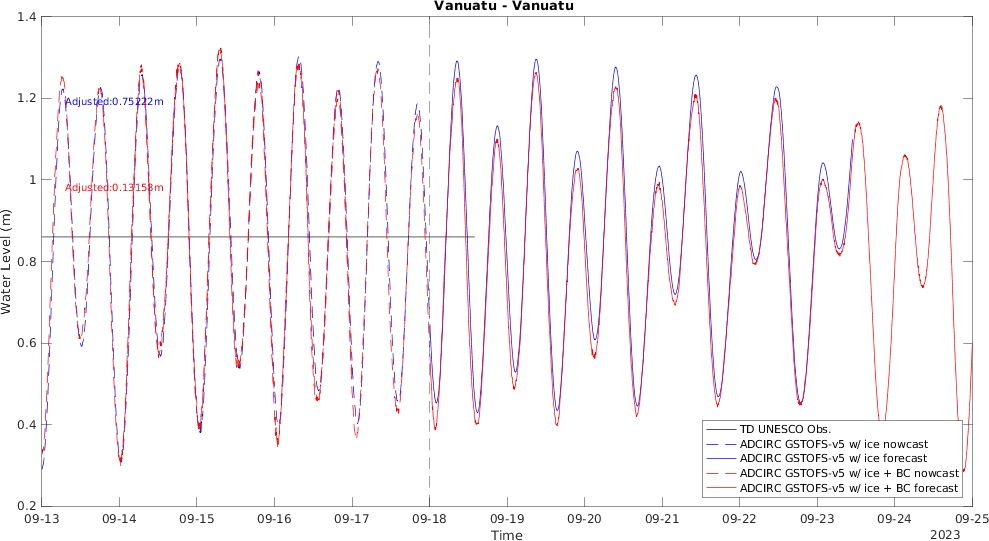 Vanuatu - Vanuatu
1.4
1.2
1
0.8
0.6
0.4
0.2
Water Level (m)
Adjusted:0.75222m
Adjusted:0.13153m
TD UNESCO Obs.
ADCIRC GSTOFS-v5 w/ ice nowcast
ADCIRC GSTOFS-v5 w/ ice forecast
ADCIRC GSTOFS-v5 w/ ice + BC nowcast
ADCIRC GSTOFS-v5 w/ ice + BC forecast
09-13 09-14 09-15 09-16 09-17 09-18 09-19 09-20 09-21 09-22 09-23 09-24 09-25
Time
2023